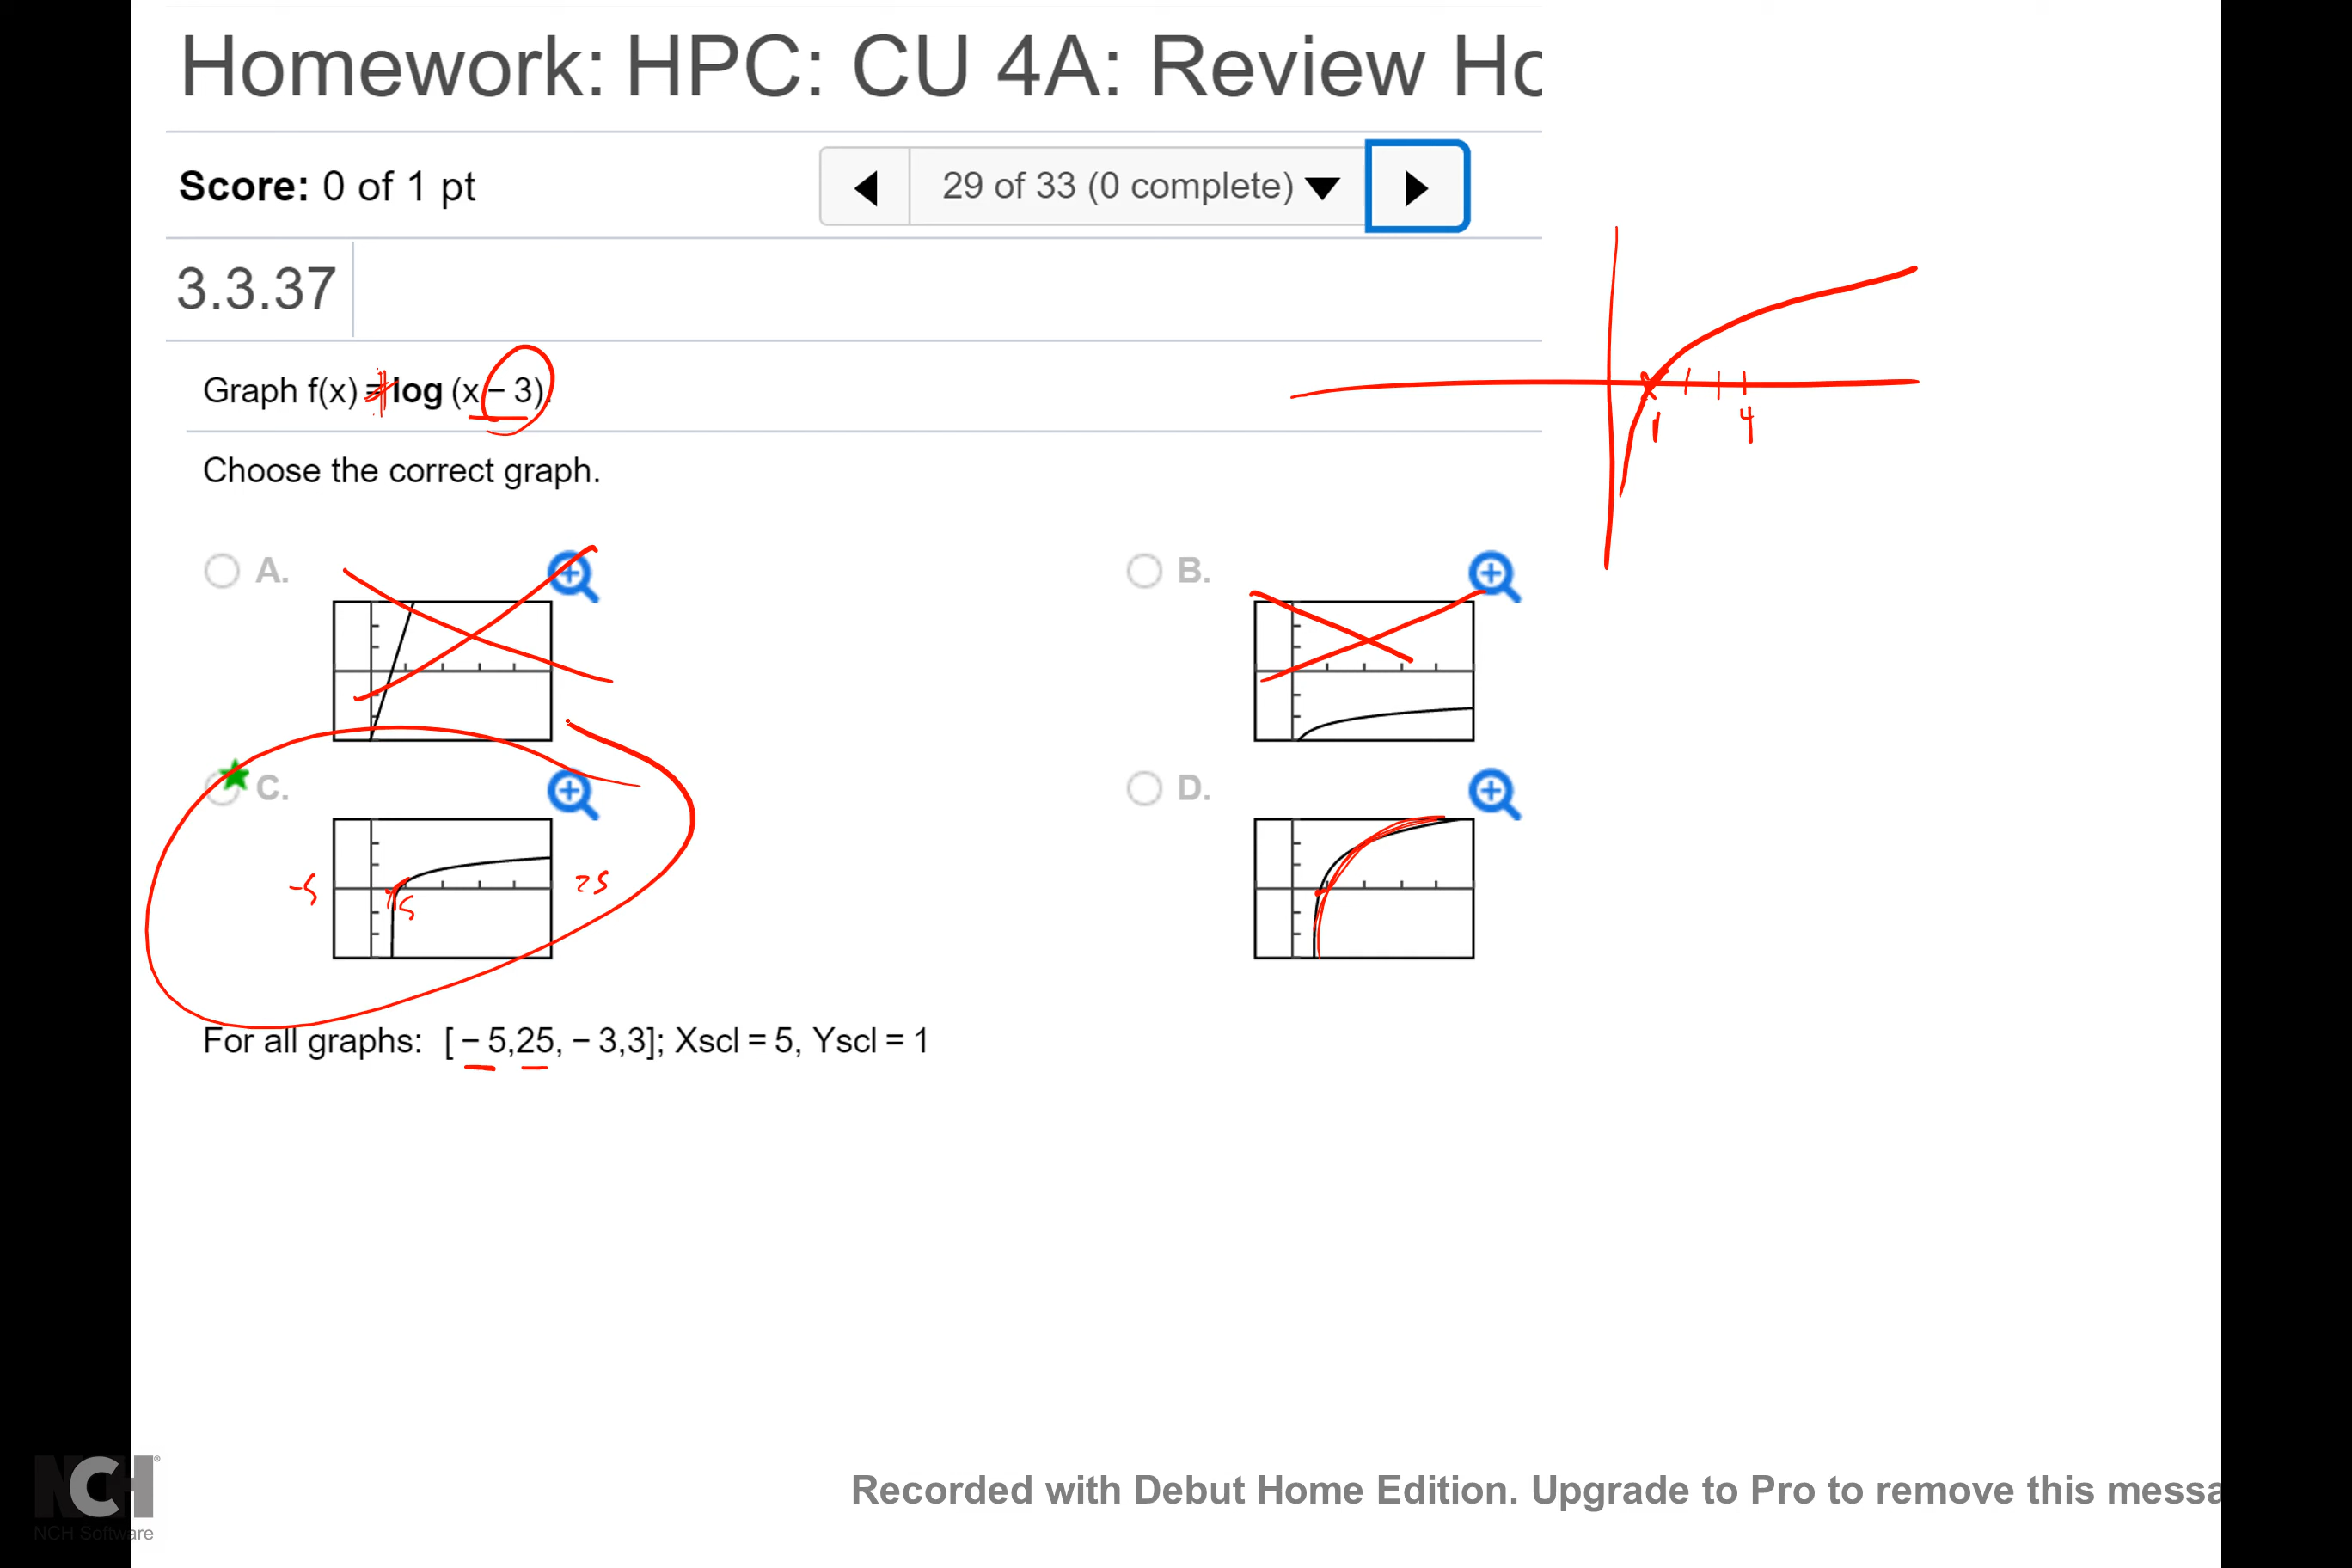 Homework: HPC: CU 4A: Review Ho
Score: 0 of 1 pt
29 of 33 (0 complete)
3.3.37
Graph f(x) = log (x − 3).
1
4
Choose the correct graph.
A.
B.
C.
D.
-5
5
25
For all graphs: [ − 5,25, − 3,3]; Xscl = 5, Yscl = 1
NCH®
NCH Software
Recorded with Debut Home Edition. Upgrade to Pro to remove this messa